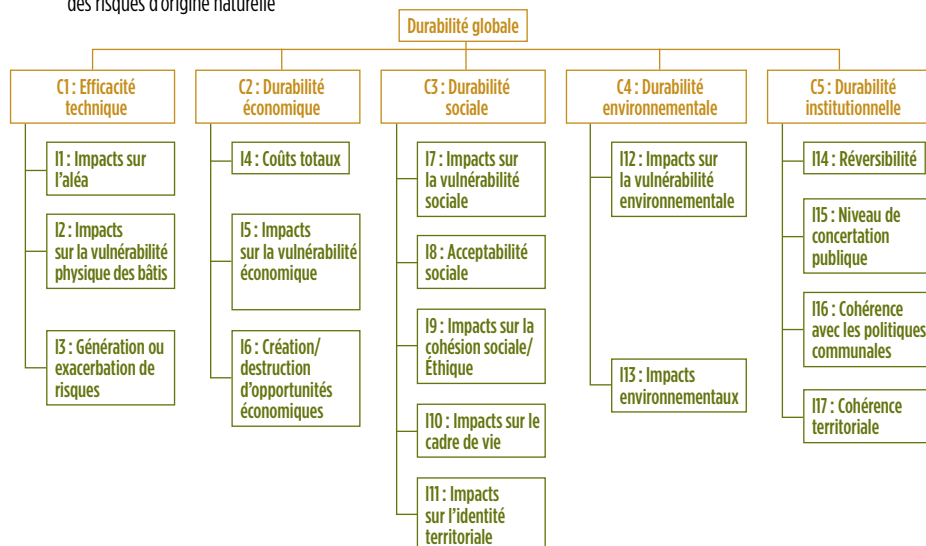 des risques d'origine naturelle
Durabilité globale
C1 : Efficacité
technique
I1 : Impacts sur
l'aléa
I2 : Impacts
sur la vulnérabilité
physique des bâtis
I3 : Génération ou
exacerbation de
risques
C2 : Durabilité
économique
I4 : Coûts totaux
I5 : Impacts
sur la vulnérabilité
économique
I6 : Création/
destruction
d'opportunités
économiques
C3 : Durabilité
sociale
I7 : Impacts sur
la vulnérabilité
sociale
I8 : Acceptabilité
sociale
I9 : Impacts sur la
cohésion sociale/
Éthique
I10 : Impacts sur le
cadre de vie
I11 : Impacts
sur l'identité
territoriale
C4 : Durabilité
environnementale
I12 : Impacts sur
la vulnérabilité
environnementale
I13 : Impacts
environnementaux
C5 : Durabilité
institutionnelle
I14 : Réversibilité
I15 : Niveau de
concertation
publique
I16 : Cohérence
avec les politiques
communales
I17 : Cohérence
territoriale